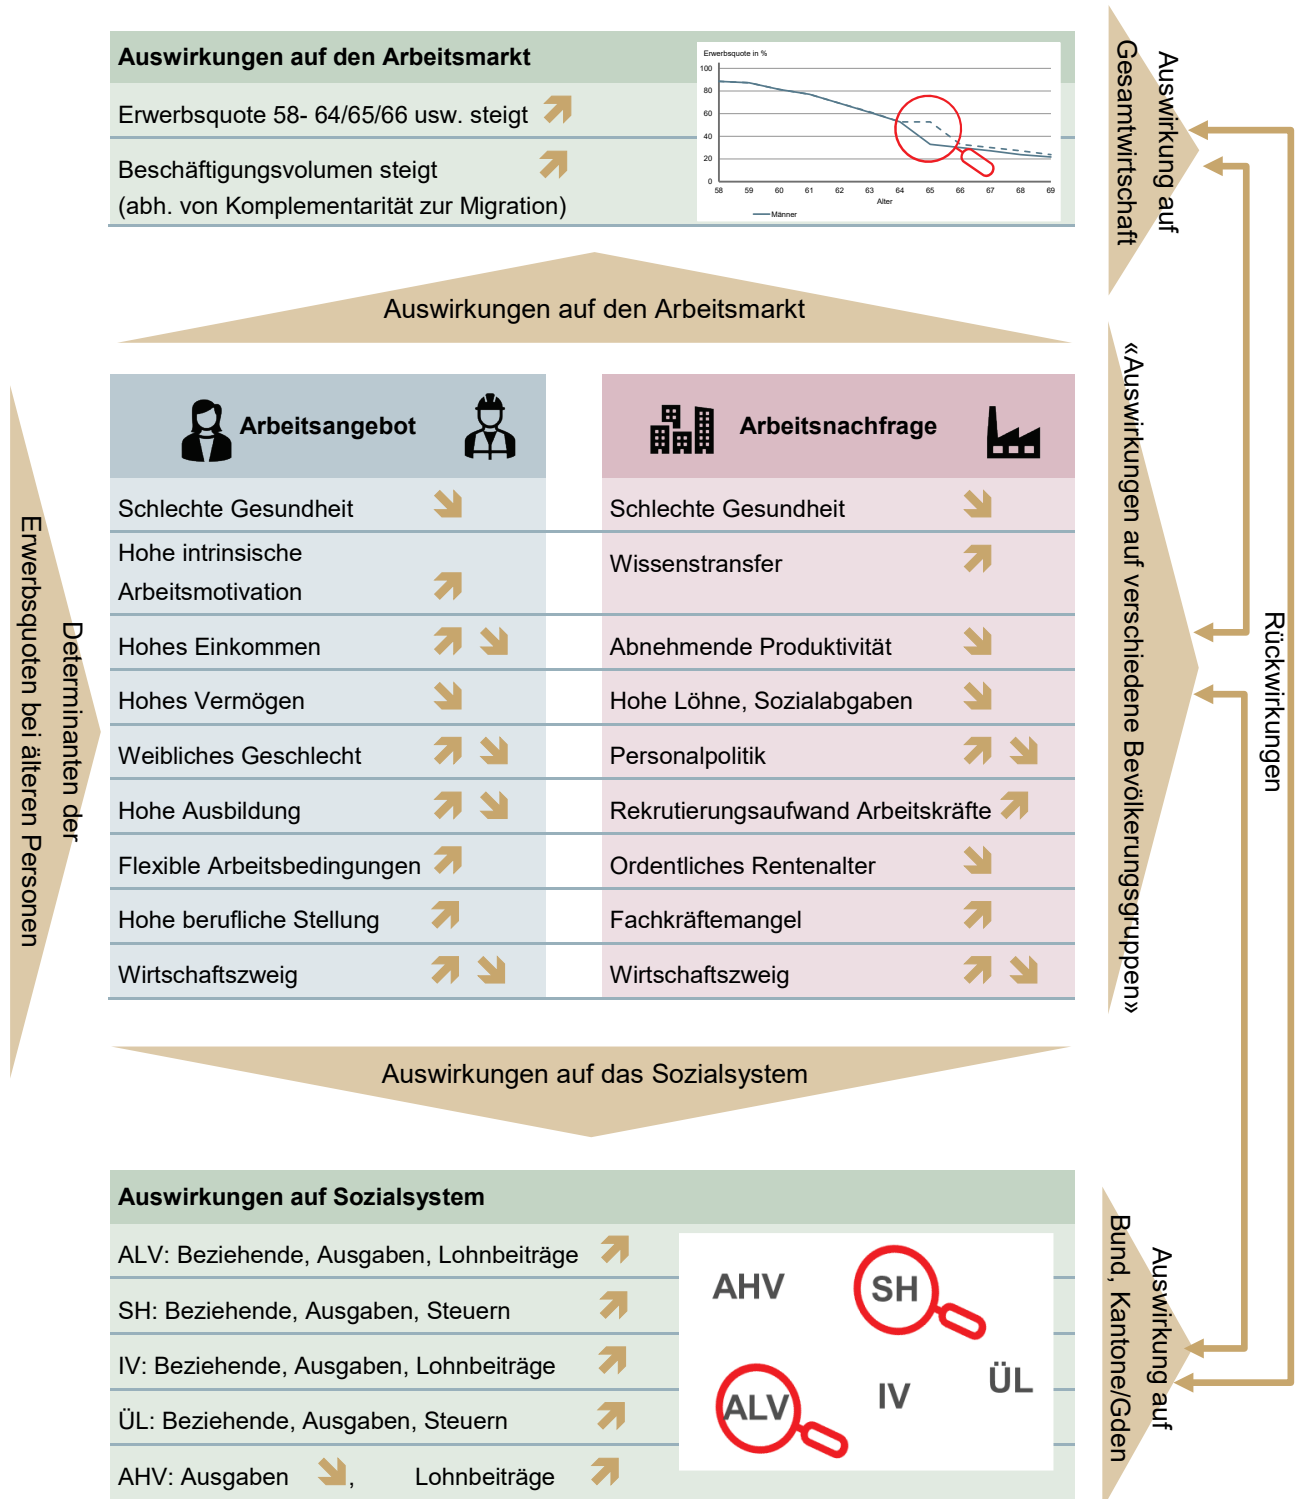 Auswirkungen auf den Arbeitsmarkt
Erwerbsquote 58- 64/65/66 usw. steigt
Beschäftigungsvolumen steigt
(abh. von Komplementarität zur Migration)
Erwerbsquote in %
100
80
60
40
20
0
58 59 60 61 62 63 64 65 66 67 68 69
Alter
Männer
Auswirkung auf
Gesamtwirtschaft
Auswirkungen auf den Arbeitsmarkt
Determinanten der
Erwerbsquoten bei älteren Personen
Arbeitsangebot
Schlechte Gesundheit
Hohe intrinsische
Arbeitsmotivation
Hohes Einkommen
Hohes Vermögen
Weibliches Geschlecht
Hohe Ausbildung
Flexible Arbeitsbedingungen
Hohe berufliche Stellung
Wirtschaftszweig
Arbeitsnachfrage
Schlechte Gesundheit
Wissenstransfer
Abnehmende Produktivität
Hohe Löhne, Sozialabgaben
Personalpolitik
Rekrutierungsaufwand Arbeitskräfte
Ordentliches Rentenalter
Fachkräftemangel
Wirtschaftszweig
«Auswirkungen auf verschiedene Bevölkerungsgruppen»
Rückwirkungen
Auswirkungen auf das Sozialsystem
Auswirkungen auf Sozialsystem
ALV: Beziehende, Ausgaben, Lohnbeiträge
SH: Beziehende, Ausgaben, Steuern
IV: Beziehende, Ausgaben, Lohnbeiträge
ÜL: Beziehende, Ausgaben, Steuern
AHV: Ausgaben , Lohnbeiträge
AHV
SH
ALV
IV
ÜL
Auswirkung auf
Bund, Kantone/Gden